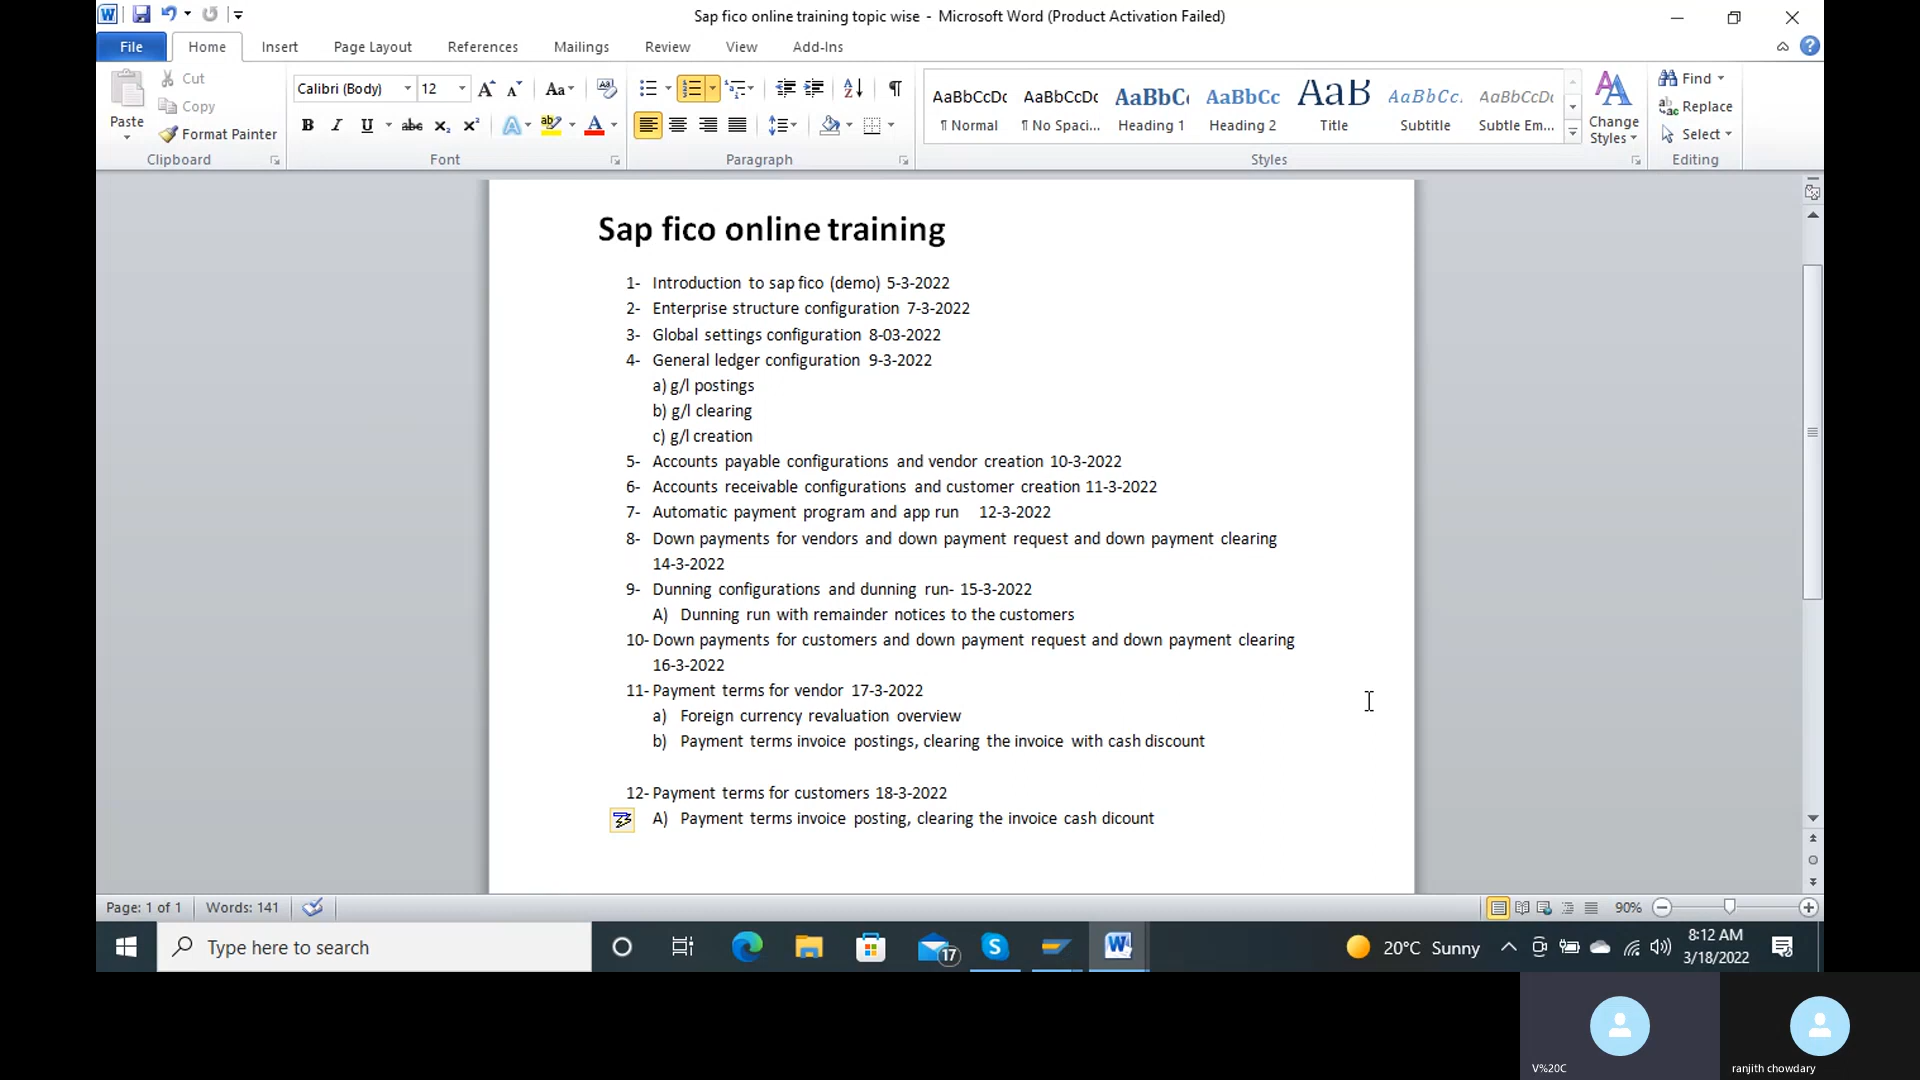 Sap fico online training topic wise - Microsoft Word (Product Activation Failed)
File Home Insert Page Layout References Mailings Review View Add-Ins
Paste
Cut
Copy
Format Painter
Clipboard
Calibri (Body) 12
Font
Paragraph
AaBbCcDc AaBbCcDc AaBbC( AaBbCc AaB AaBbCc. AaBbCcDc
¶ Normal ¶ No Spaci... Heading 1 Heading 2 Title Subtitle Subtle Em...
Styles
Change Styles
Find
Replace
Select
Editing
Sap fico online training
1- Introduction to sap fico (demo) 5-3-2022
2- Enterprise structure configuration 7-3-2022
3- Global settings configuration 8-03-2022
4- General ledger configuration 9-3-2022
a) g/l postings
b) g/l clearing
c) g/l creation
5- Accounts payable configurations and vendor creation 10-3-2022
6- Accounts receivable configurations and customer creation 11-3-2022
7- Automatic payment program and app run 12-3-2022
8- Down payments for vendors and down payment request and down payment clearing
14-3-2022
9- Dunning configurations and dunning run- 15-3-2022
A) Dunning run with remainder notices to the customers
10- Down payments for customers and down payment request and down payment clearing
16-3-2022
11- Payment terms for vendor 17-3-2022
a) Foreign currency revaluation overview
b) Payment terms invoice postings, clearing the invoice with cash discount
12- Payment terms for customers 18-3-2022
A) Payment terms invoice posting, clearing the invoice cash dicount
Page: 1 of 1 Words: 141 90%
Type here to search
17
20°C Sunny
8:12 AM
3/18/2022
V%20C
ranjith chowdary